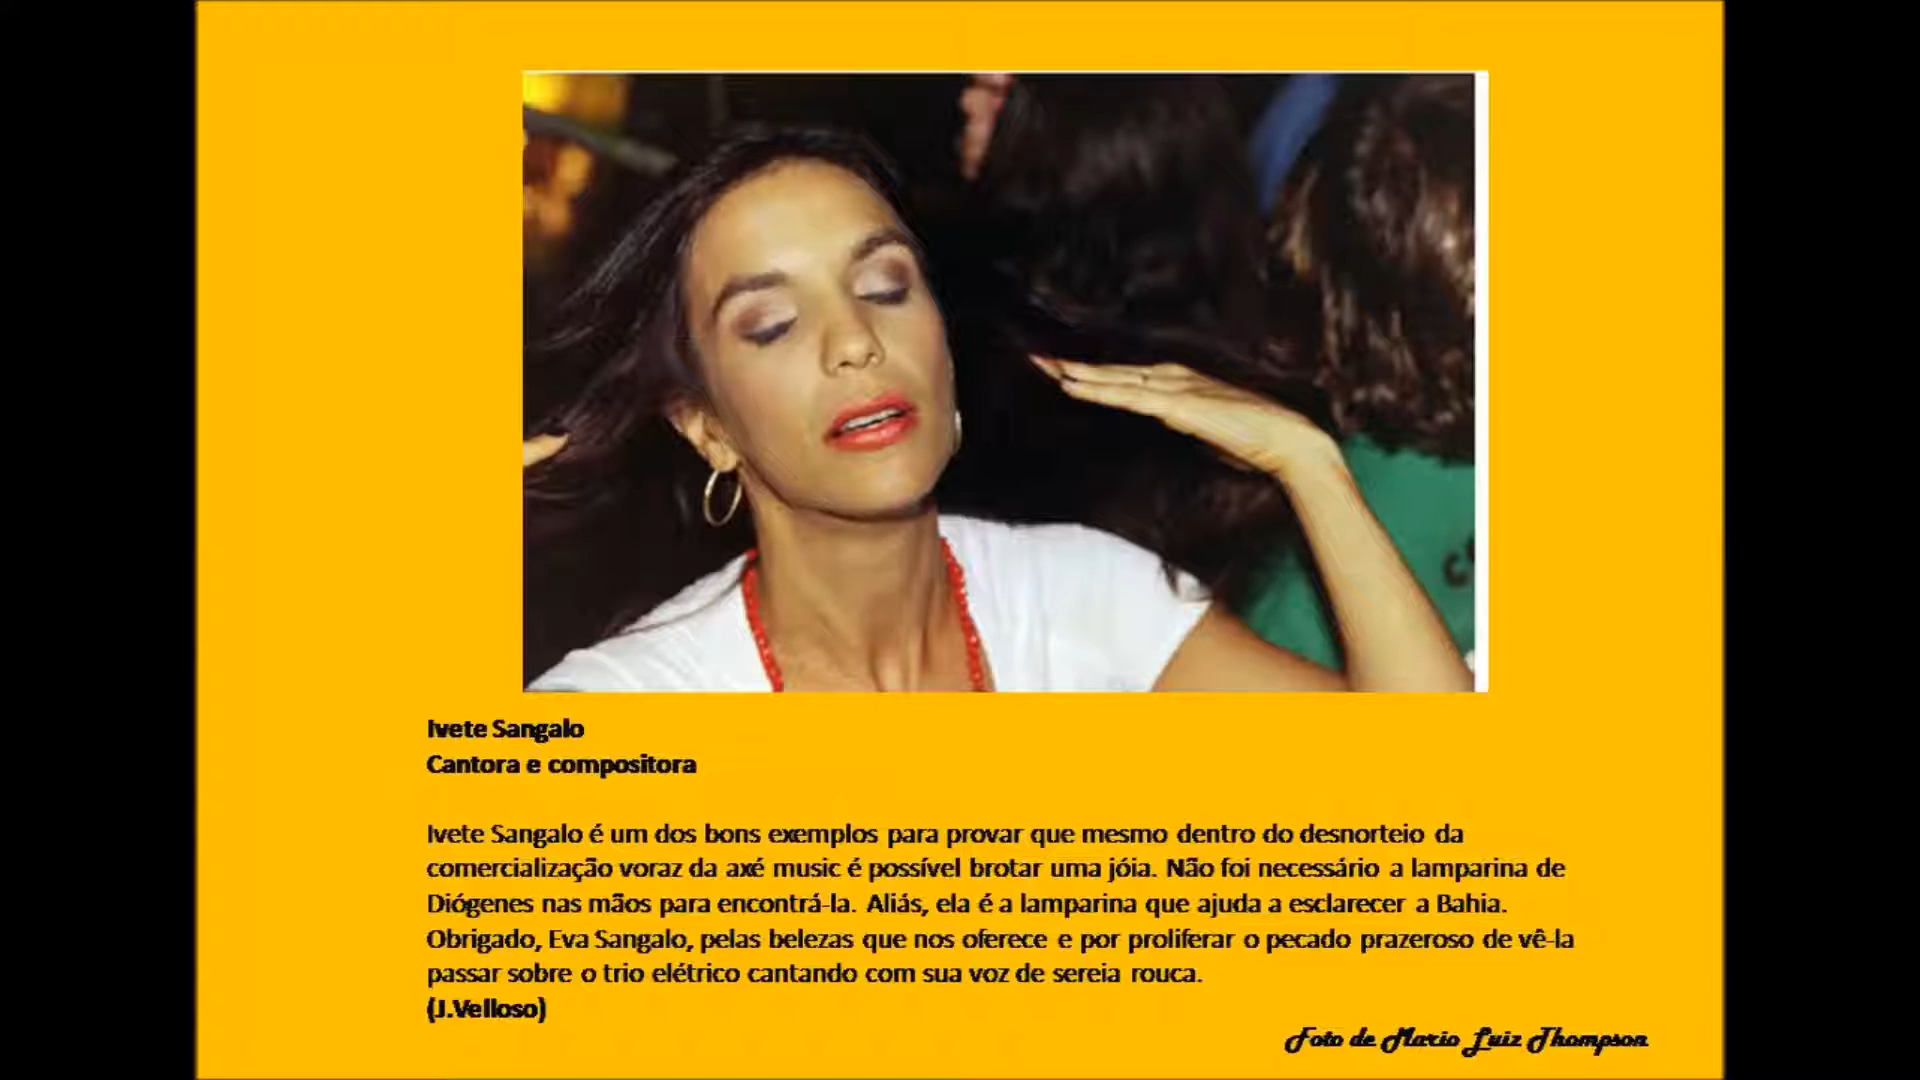 Ivete Sangalo
Cantora e compositora
Ivete Sangalo é um dos bons exemplos para provar que mesmo dentro do desnorteio da
comercialização voraz da axé music é possível brotar uma jóia. Não foi necessário a lamparina de
Diógenes nas mãos para encontrá-la. Aliás, ela é a lamparina que ajuda a esclarecer a Bahia.
Obrigado, Eva Sangalo, pelas belezas que nos oferece e por proliferar o pecado prazeroso de vê-la
passar sobre o trio elétrico cantando com sua voz de sereia rouca.
(J.Velloso)
Foto de Mario Luiz Thompson